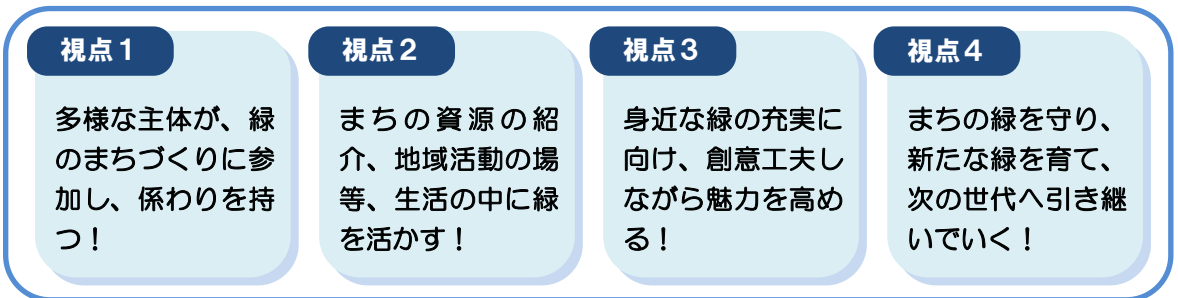 視点1
多様な主体が、緑
のまちづくりに参
加し、係わりを持
つ！
視点2
まちの資源の紹
介、地域活動の場
等、生活の中に緑
を活かす！
視点3
身近な緑の充実に
向け、創意工夫し
ながら魅力を高め
る！
視点4
まちの緑を守り、
新たな緑を育て、
次の世代へ引き継
いでいく！